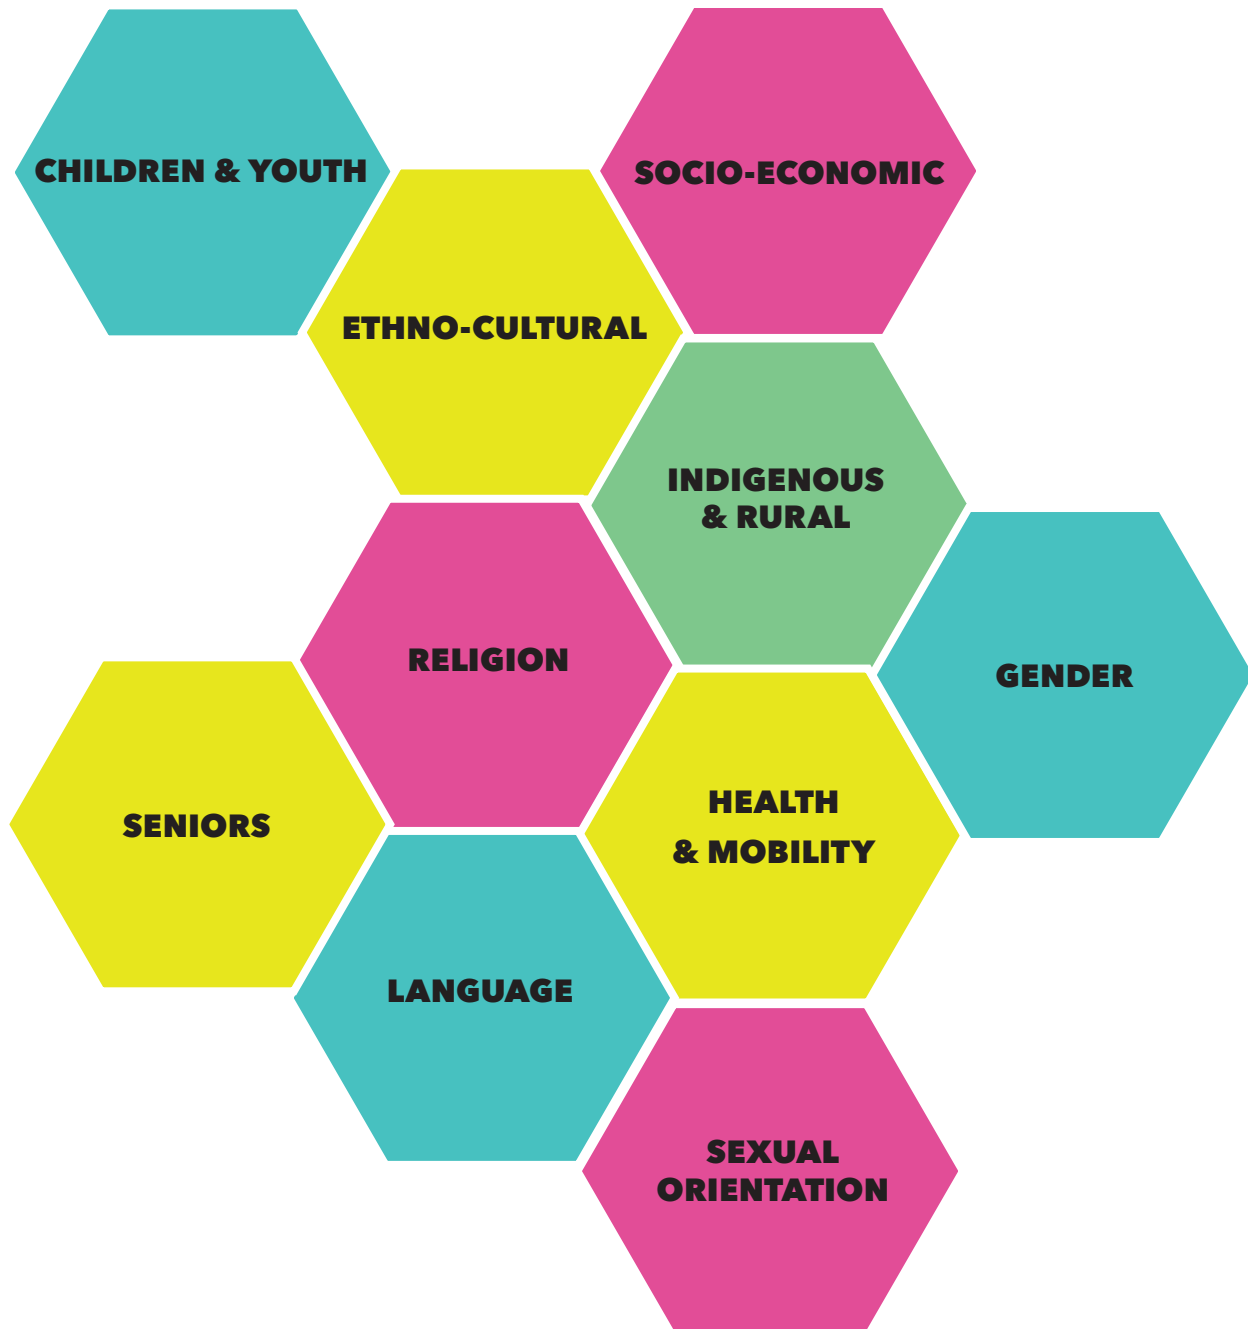 CHILDREN & YOUTH
SOCIO-ECONOMIC
ETHNO-CULTURAL
INDIGENOUS
& RURAL
RELIGION
GENDER
SENIORS
HEALTH
& MOBILITY
LANGUAGE
SEXUAL
ORIENTATION